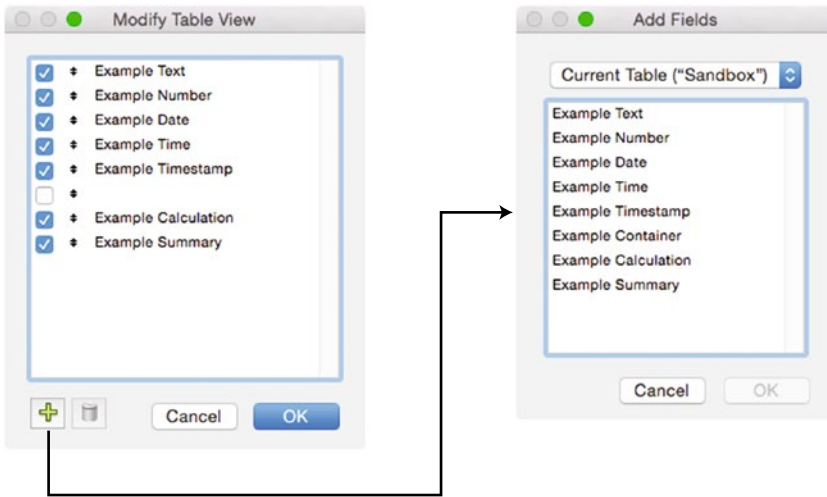 Modify Table View
Example Text
Example Number
Example Date
Example Time
Example Timestamp
Example Calculation
Example Summary
Cancel
OK
Add Fields
Current Table (“Sandbox”)
Example Text
Example Number
Example Date
Example Time
Example Timestamp
Example Container
Example Calculation
Example Summary
Cancel
OK